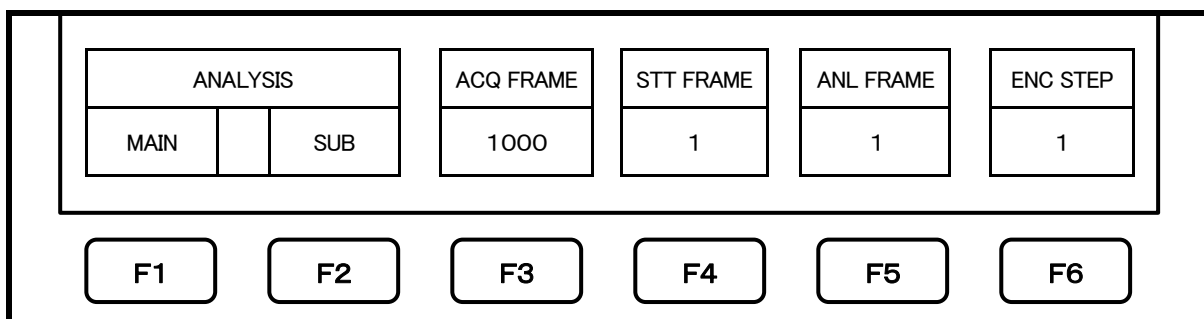 ANALYSIS ACQ FRAME STT FRAME ANL FRAME ENC STEP
MAIN SUB 1000 1 1 1
F1 F2 F3 F4 F5 F6